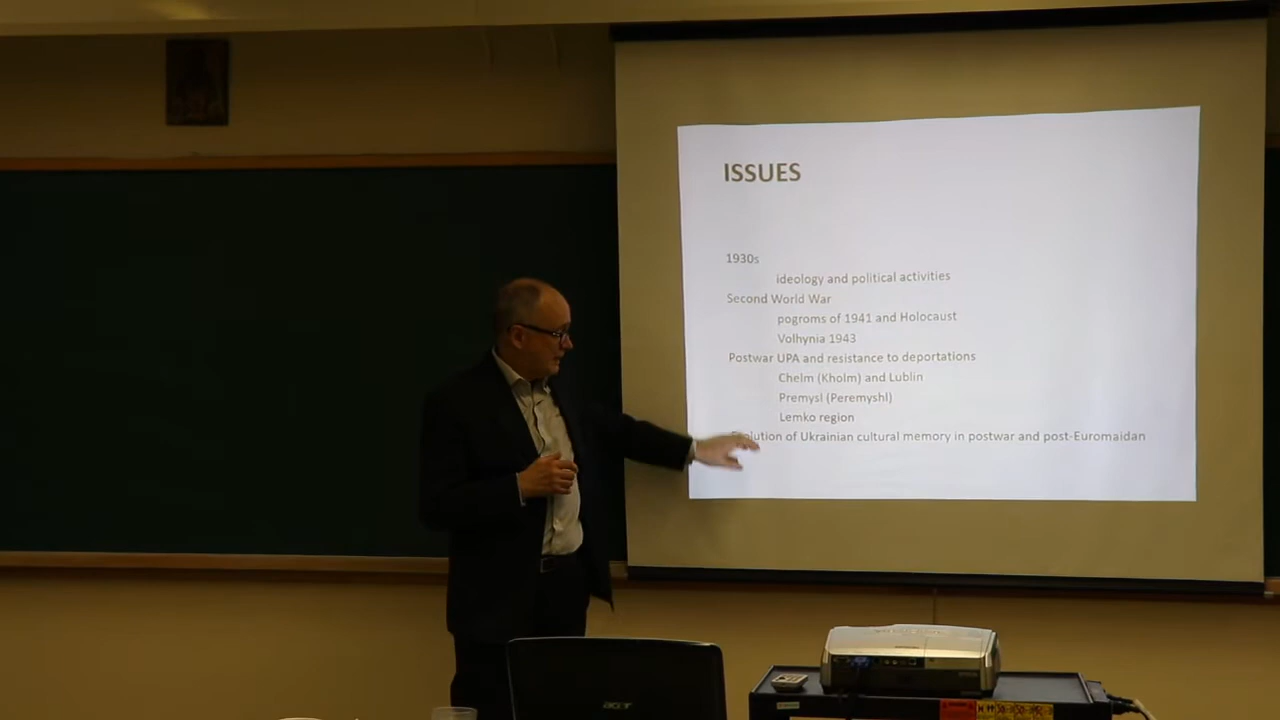 ISSUES
1930s
ideology and political activities
Second World War
pogroms of 1941 and Holocaust
Volhynia 1943
Postwar UPA and resistance to deportations
Chelm (Kholm) and Lublin
Premysl (Peremyshl)
Lemko region
of Ukrainian cultural memory in postwar and post-Euromaidan
acer